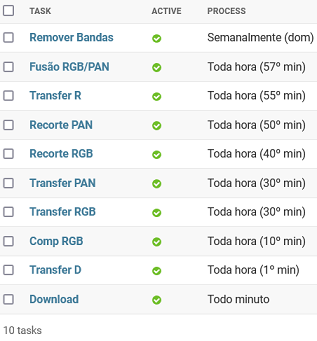 TASK ACTIVE PROCESS
Remover Bandas Semanalmente (dom)
Fusão RGB/PAN Toda hora (57º min)
Transfer R Toda hora (55º min)
Recorte PAN Toda hora (50º min)
Recorte RGB Toda hora (40º min)
Transfer PAN Toda hora (30º min)
Transfer RGB Toda hora (30º min)
Comp RGB Toda hora (10º min)
Transfer D Toda hora (1º min)
Download Todo minuto
10 tasks